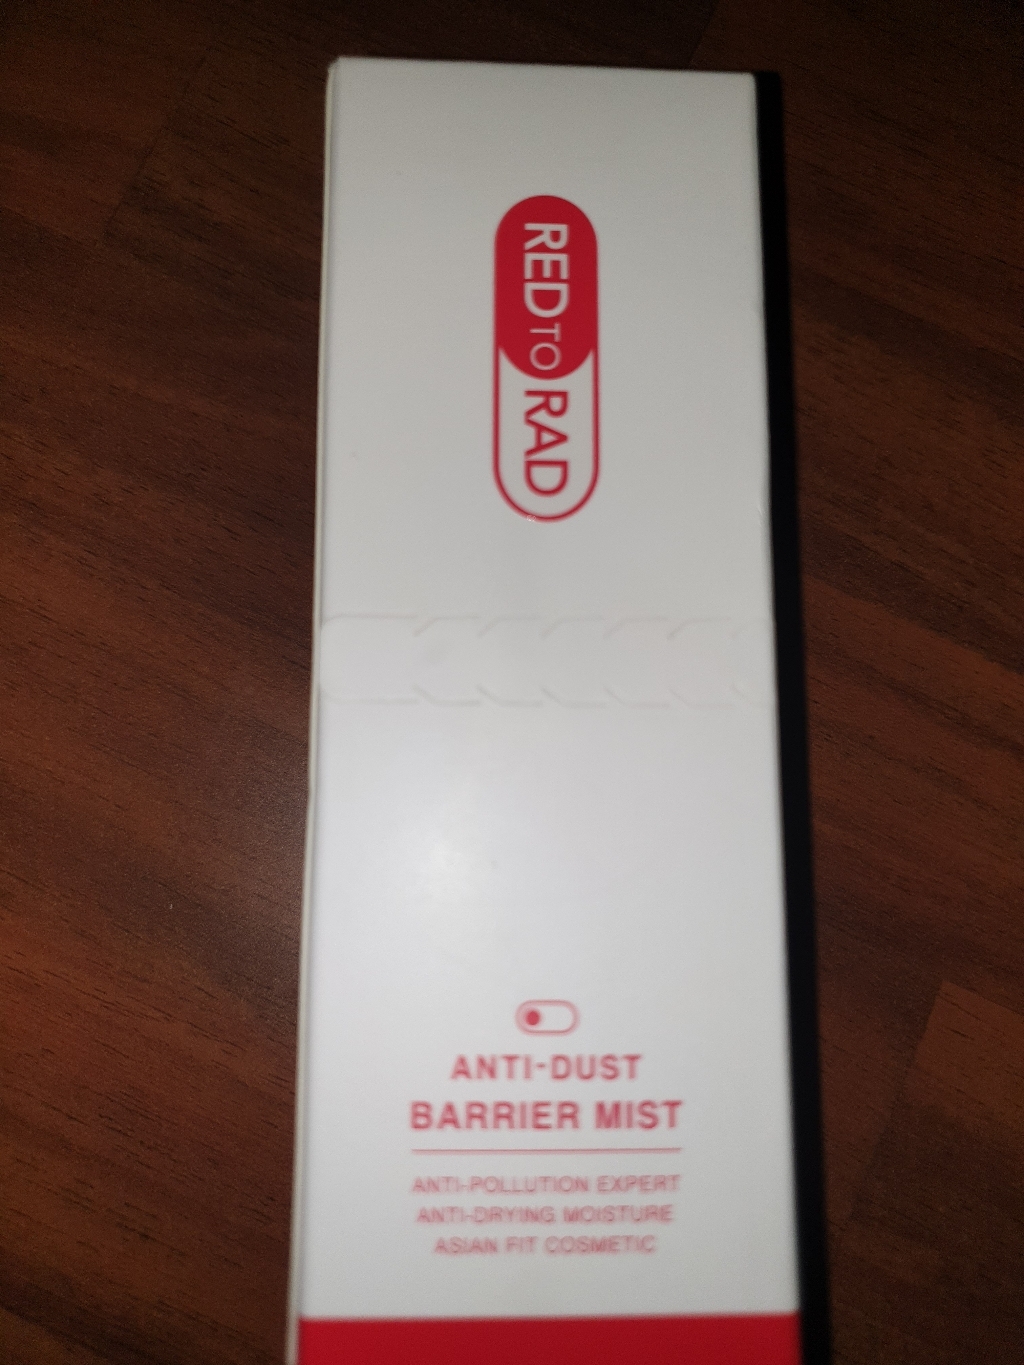 RED TO RAD
ANTI-DUST
BARRIER MIST
ANTI-POLLUTION EXPERT
ANTI-DRYING MOISTURE
ASIAN FIT COSMETIC